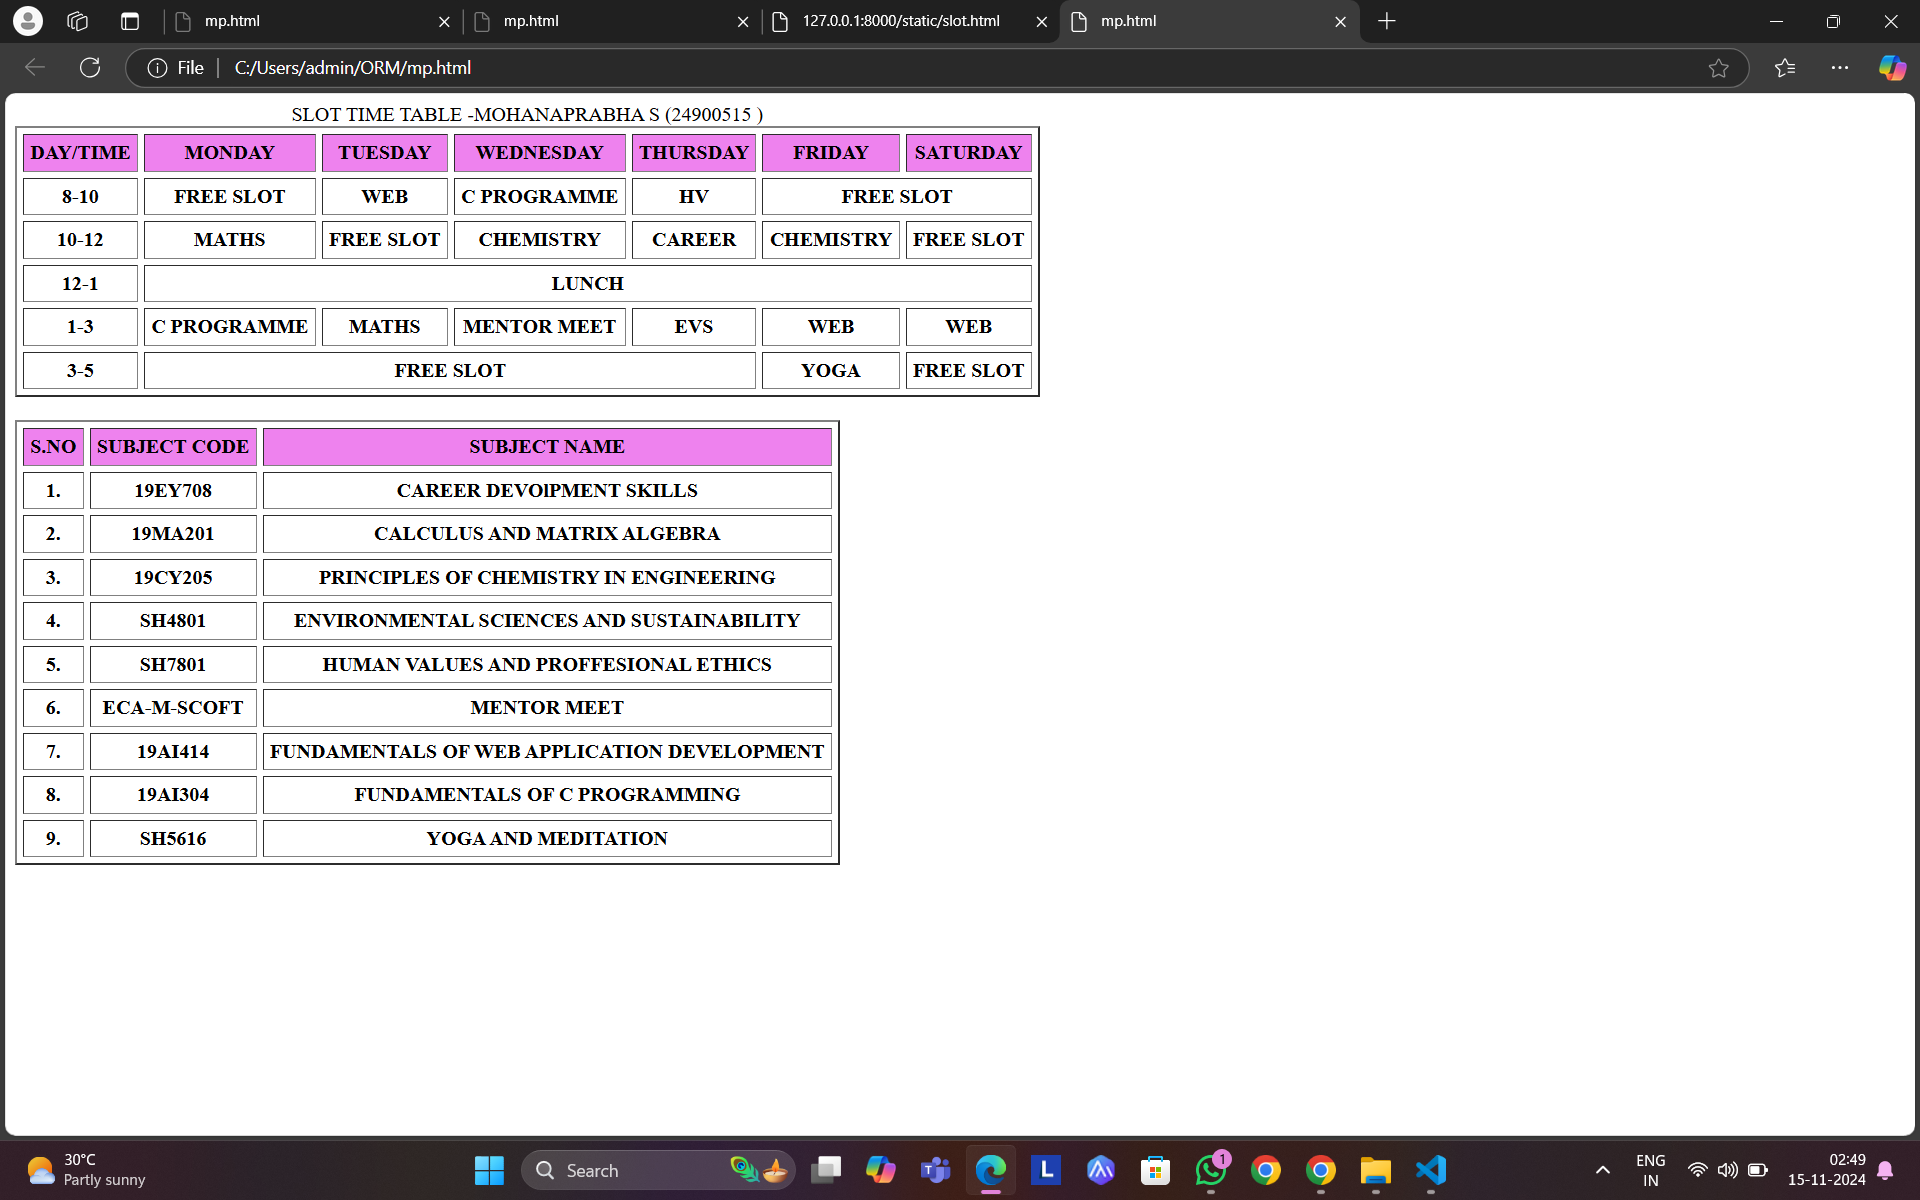 mp.html mp.html 127.0.0.1:8000/static/slot.html mp.html
File C:/Users/admin/ORM/mp.html
SLOT TIME TABLE -MOHANAPRABHA S (24900515 )
DAY/TIME MONDAY TUESDAY WEDNESDAY THURSDAY FRIDAY SATURDAY
8-10 FREE SLOT WEB C PROGRAMME HV FREE SLOT
10-12 MATHS FREE SLOT CHEMISTRY CAREER CHEMISTRY FREE SLOT
12-1 LUNCH
1-3 C PROGRAMME MATHS MENTOR MEET EVS WEB WEB
3-5 FREE SLOT YOGA FREE SLOT
S.NO SUBJECT CODE SUBJECT NAME
1. 19EY708 CAREER DEVOlPMENT SKILLS
2. 19MA201 CALCULUS AND MATRIX ALGEBRA
3. 19CY205 PRINCIPLES OF CHEMISTRY IN ENGINEERING
4. SH4801 ENVIRONMENTAL SCIENCES AND SUSTAINABILITY
5. SH7801 HUMAN VALUES AND PROFFESIONAL ETHICS
6. ECA-M-SCOFT MENTOR MEET
7. 19AI414 FUNDAMENTALS OF WEB APPLICATION DEVELOPMENT
8. 19AI304 FUNDAMENTALS OF C PROGRAMMING
9. SH5616 YOGA AND MEDITATION
30°C
Partly sunny
Search
L
1
ENG
IN
02:49
15-11-2024